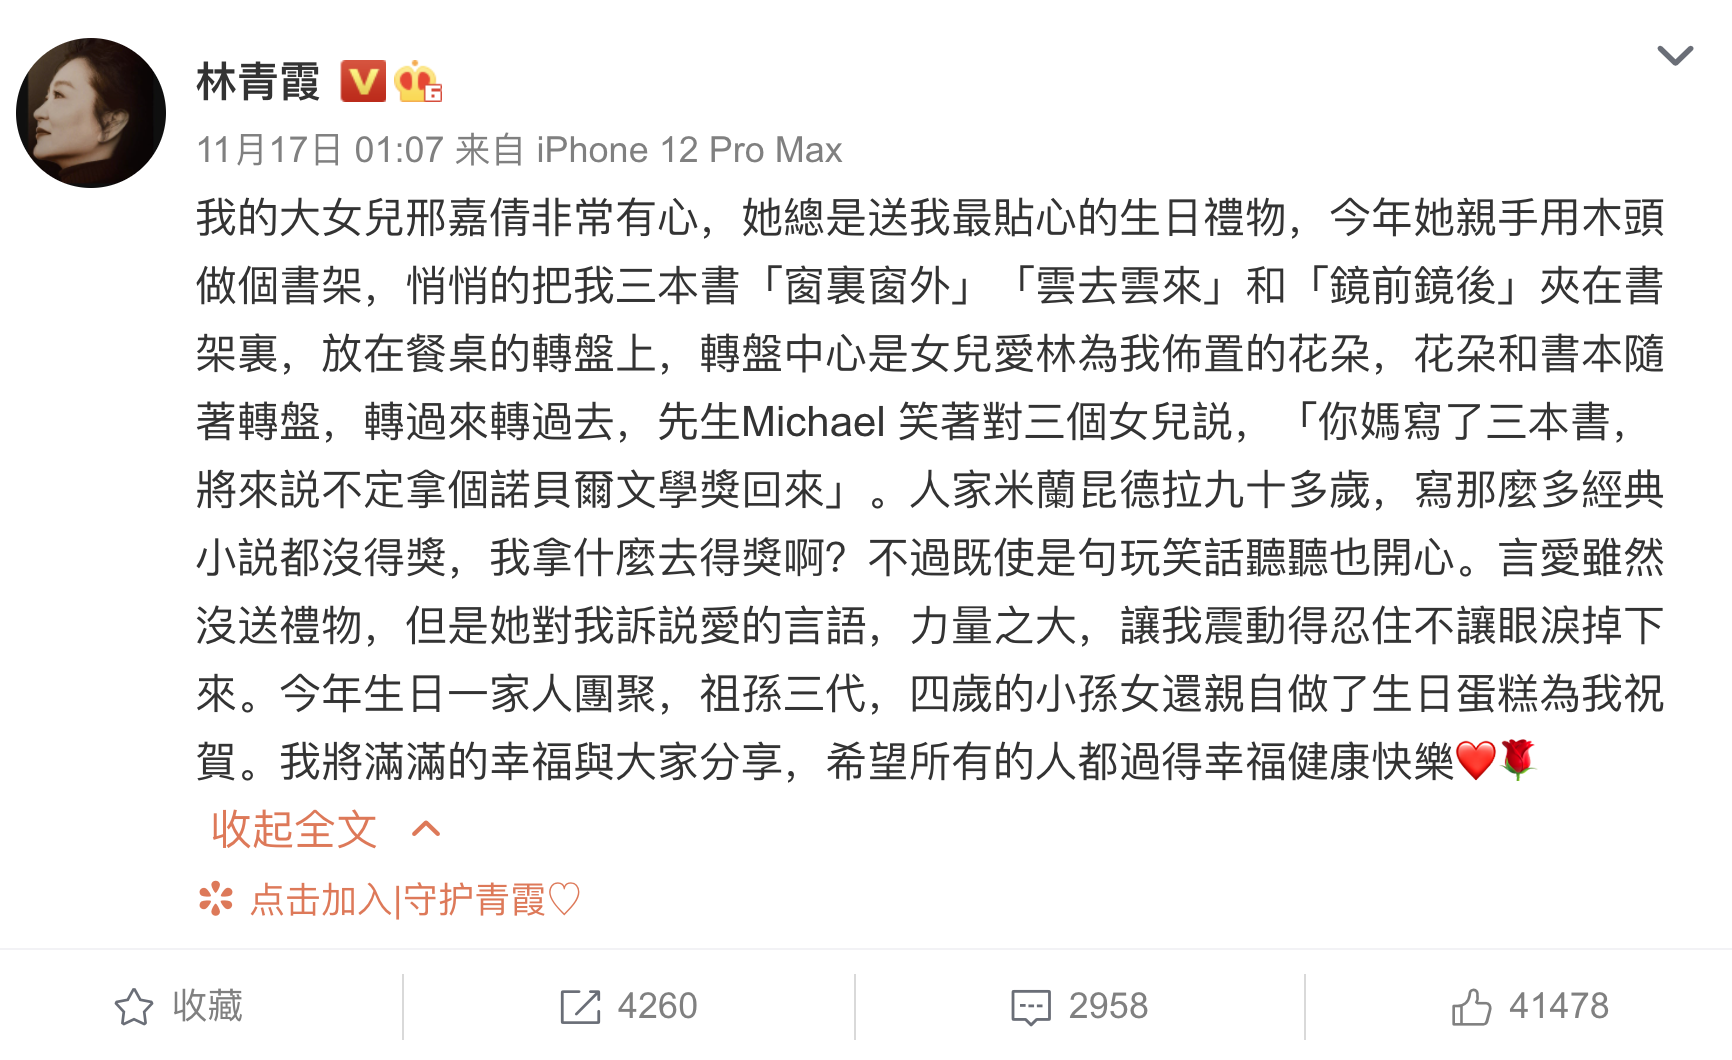 林青霞 V 6
11月17日 01:07 来自 iPhone 12 Pro Max
我的大女兒邢嘉倩非常有心，她總是送我最貼心的生日禮物，今年她親手用木頭
做個書架，悄悄的把我三本書「窗裏窗外」「雲去雲來」和「鏡前鏡後」夾在書
架裏，放在餐桌的轉盤上，轉盤中心是女兒愛林為我佈置的花朵，花朵和書本隨
著轉盤，轉過來轉過去，先生Michael 笑著對三個女兒説，「你媽寫了三本書，
將來説不定拿個諾貝爾文學獎回來」。人家米蘭昆德拉九十多歲，寫那麼多經典
小説都沒得獎，我拿什麼去得獎啊？不過既使是句玩笑話聽聽也開心。言愛雖然
沒送禮物，但是她對我訴説愛的言語，力量之大，讓我震動得忍住不讓眼淚掉下
來。今年生日一家人團聚，祖孫三代，四歲的小孫女還親自做了生日蛋糕為我祝
賀。我將滿滿的幸福與大家分享，希望所有的人都過得幸福健康快樂❤️🌹
收起全文
点击加入|守护青霞♡
收藏 4260 2958 41478